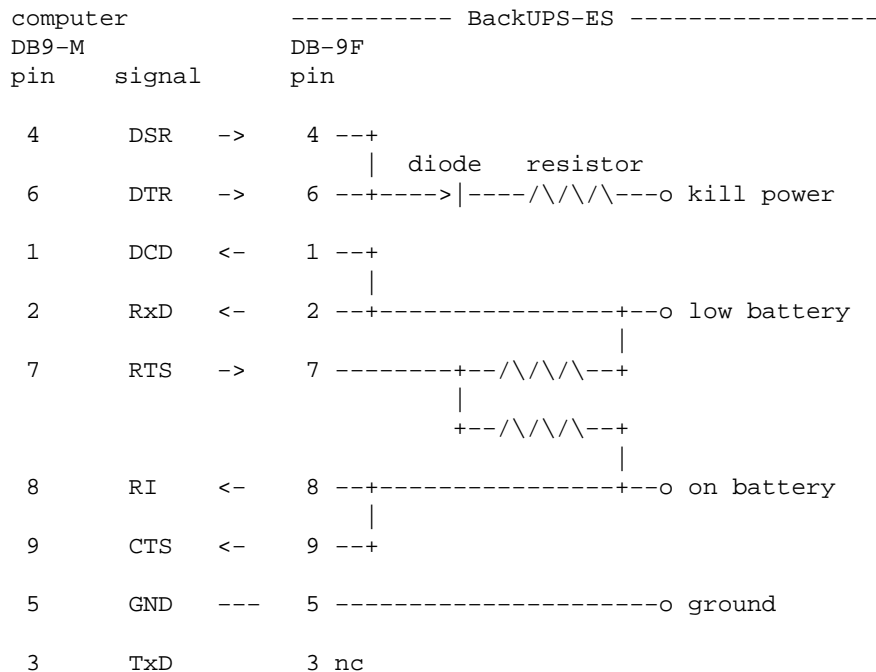 computer ----------- BackUPS-ES -----------------
DB9-M DB-9F
pin signal pin
4 DSR -> 4 --+
| diode resistor
6 DTR -> 6 --+---->|----/\/\/\---o kill power
1 DCD <- 1 --+
|
2 RxD <- 2 --+----------------+--o low battery
|
7 RTS -> 7 --------+--/\/\/\--+
|
+--/\/\/\--+
|
8 RI <- 8 --+----------------+--o on battery
|
9 CTS <- 9 --+
5 GND --- 5 ----------------------o ground
3 TxD 3 nc